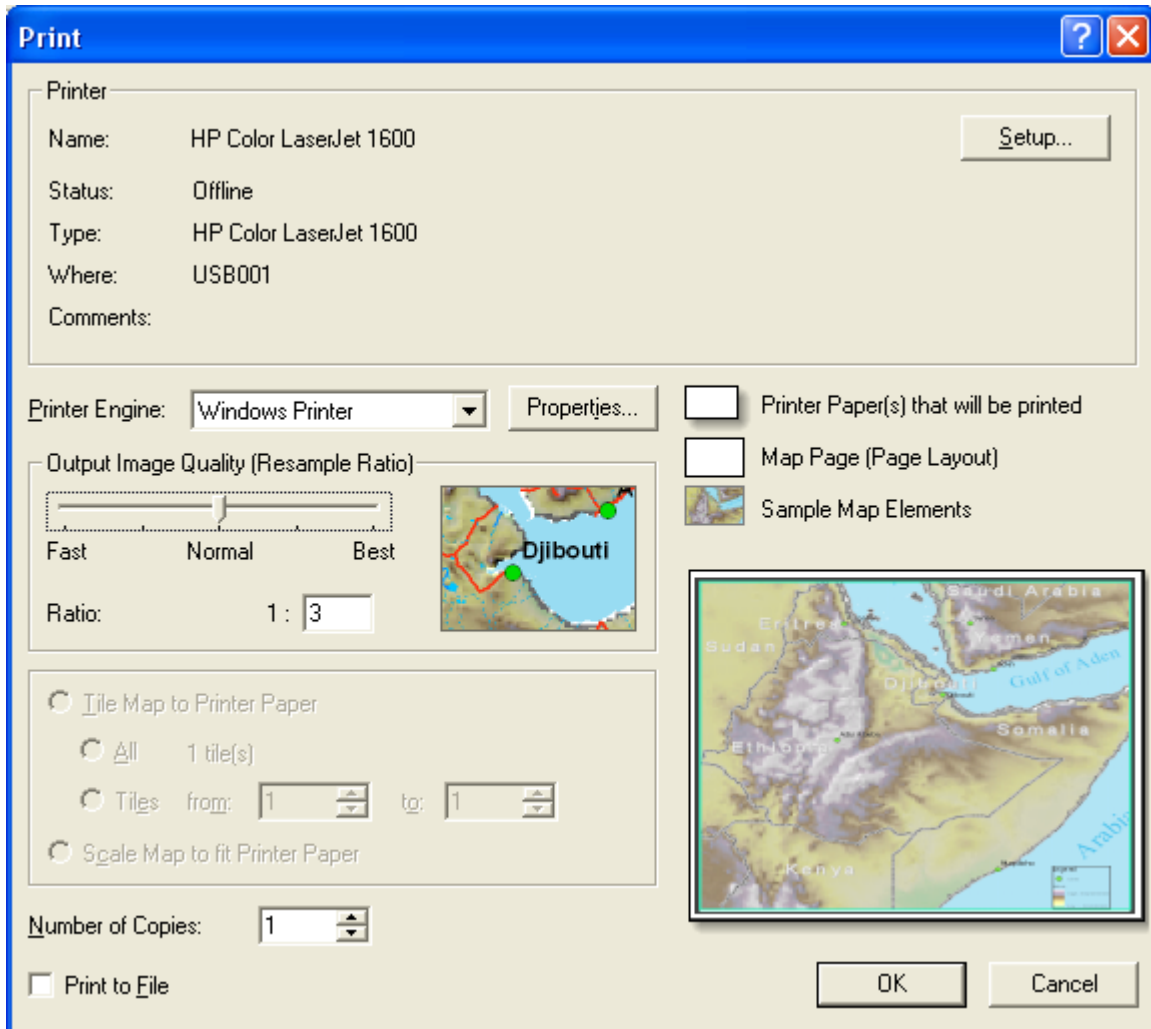 Print
Printer
Name: HP Color LaserJet 1600 Setup...
Status: Offline
Type: HP Color LaserJet 1600
Where: USB001
Comments:
Printer Engine: Windows Printer Properties... Printer Paper(s) that will be printed
Output Image Quality (Resample Ratio) Map Page (Page Layout)
Sample Map Elements
Fast Normal Best
Djibouti
Ratio: 1 : 3
Saudi Arabia
Eritrea
Yemen
Sudan
Gulf of Aden
Djibouti
Somalia
Ethiopia
Kenya
Tile Map to Printer Paper
All 1 tile(s)
Tiles from: 1 to: 1
Scale Map to fit Printer Paper
Number of Copies: 1
Print to File OK Cancel